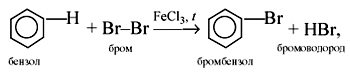 H + Br–Br FeCl₃, t → Br + HBr,
бензол бром бромбензол бромоводород